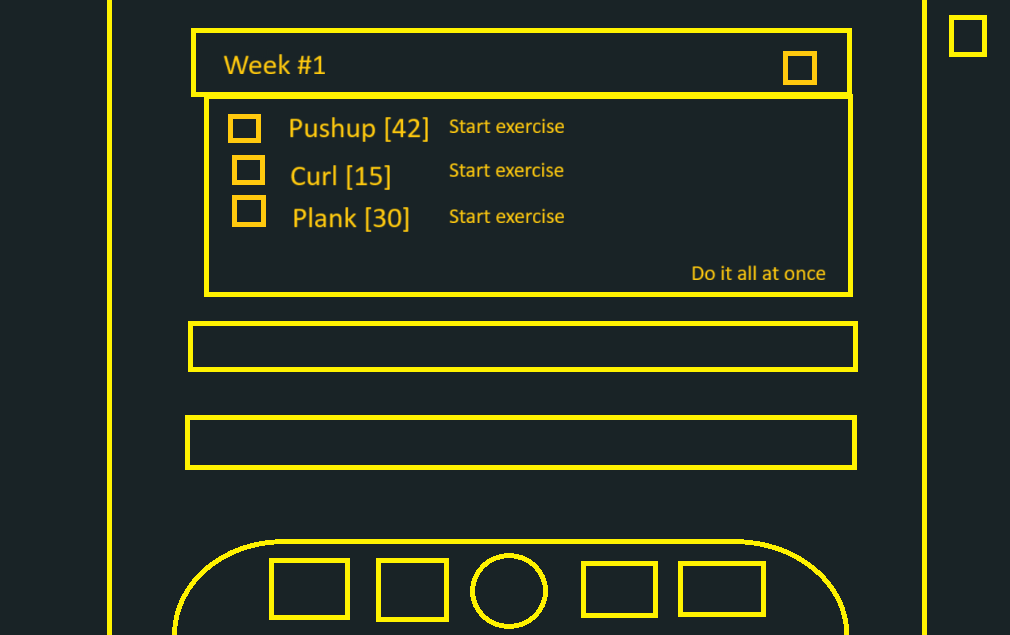 Week #1
Pushup [42] Start exercise
Curl [15] Start exercise
Plank [30] Start exercise
Do it all at once